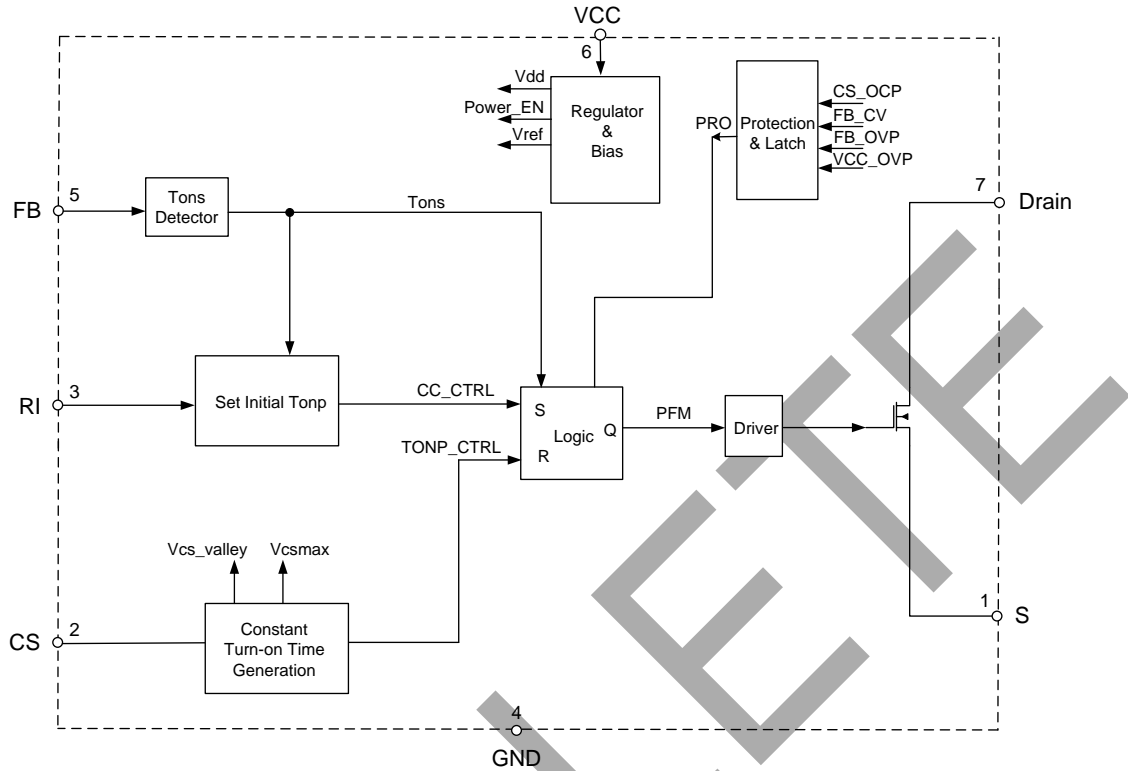 VCC
6
Vdd
Power_EN
Vref
Regulator
&
Bias
PRO
Protection
& Latch
CS_OCP
FB_CV
FB_OVP
VCC_OVP
FB
5
Tons
Detector
Tons
7
Drain
RI
3
Set Initial Tonp
CC_CTRL
TONP_CTRL
S
Logic
R
Q
PFM
Driver
Vcs_valley
Vcsmax
CS
2
Constant
Turn-on Time
Generation
1
S
4
GND